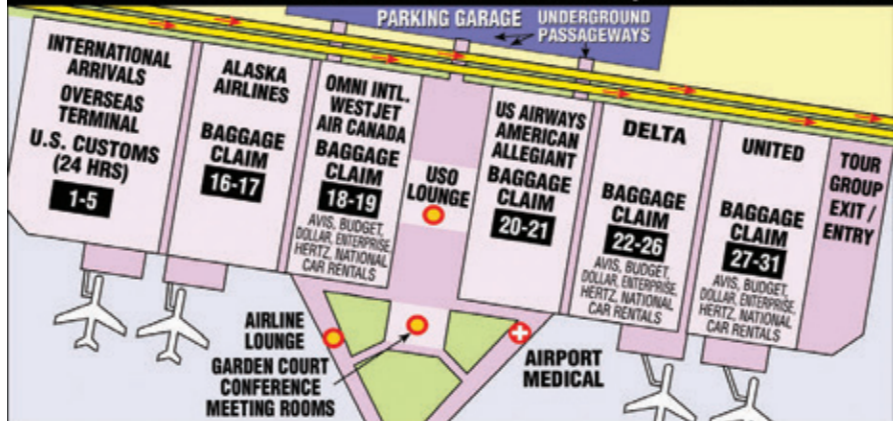 PARKING GARAGE
UNDERGROUND
PASSAGEWAYS
INTERNATIONAL
ARRIVALS
OVERSEAS
TERMINAL
U.S. CUSTOMS
(24 HRS)
1-5
ALASKA
AIRLINES
BAGGAGE
CLAIM
16-17
OMNI INTL.
WESTJET
AIR CANADA
BAGGAGE
CLAIM
18-19
AVIS, BUDGET,
DOLLAR, ENTERPRISE,
HERTZ, NATIONAL
CAR RENTALS
USO
LOUNGE
US AIRWAYS
AMERICAN
ALLEGIANT
BAGGAGE
CLAIM
20-21
DELTA
BAGGAGE
CLAIM
22-26
AVIS, BUDGET,
DOLLAR, ENTERPRISE,
HERTZ, NATIONAL
CAR RENTALS
UNITED
BAGGAGE
CLAIM
27-31
AVIS, BUDGET,
DOLLAR, ENTERPRISE,
HERTZ, NATIONAL
CAR RENTALS
TOUR
GROUP
EXIT /
ENTRY
AIRLINE
LOUNGE
GARDEN COURT
CONFERENCE
MEETING ROOMS
AIRPORT
MEDICAL